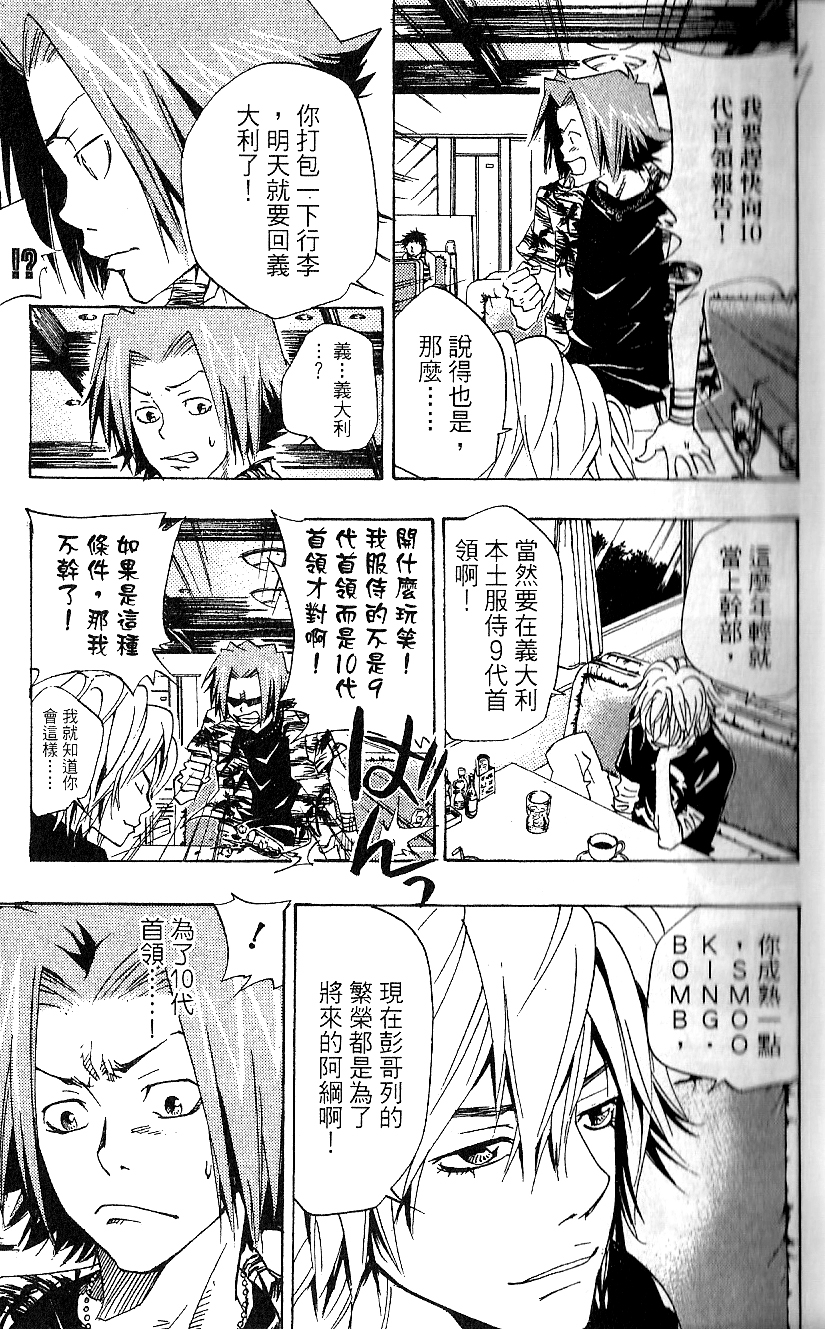 我要趕快向10
代首領報告！
說得也是，
那麼……
你打包一下行李
，明天就要回義
大利了！
!?
義…義大利
…？
這麼年輕就
當上幹部，
當然要在義大利
本土服侍9代首
領啊！
開什麼玩笑！
我服侍的不是9
代首領而是10代
首領才對啊！
ばんっ
如果是這種
條件，那我
不幹了！
我就知道你
會這樣……
你成熟一點
，SMOO
KING．
BOMB，
現在彭哥列的
繁榮都是為了
將來的阿綱啊！
！
為了10代
首領……！